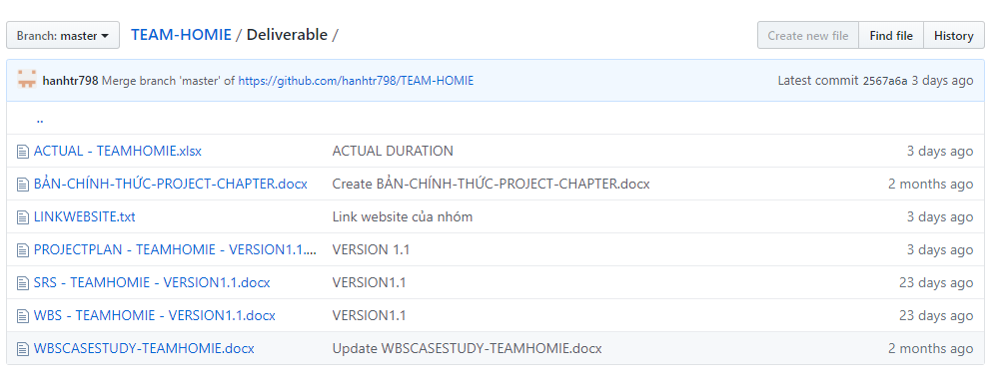 Branch: master TEAM-HOMIE / Deliverable / Create new file Find file History
hanhtr798 Merge branch 'master' of https://github.com/hanhtr798/TEAM-HOMIE Latest commit 2567a6a 3 days ago
..
ACTUAL - TEAMHOMIE.xlsx ACTUAL DURATION 3 days ago
BẢN-CHÍNH-THỨC-PROJECT-CHAPTER.docx Create BẢN-CHÍNH-THỨC-PROJECT-CHAPTER.docx 2 months ago
LINKWEBSITE.txt Link website của nhóm 3 days ago
PROJECTPLAN - TEAMHOMIE - VERSION1.1.... VERSION 1.1 3 days ago
SRS - TEAMHOMIE - VERSION1.1.docx VERSION1.1 23 days ago
WBS - TEAMHOMIE - VERSION1.1.docx VERSION1.1 23 days ago
WBSCASESTUDY-TEAMHOMIE.docx Update WBSCASESTUDY-TEAMHOMIE.docx 2 months ago